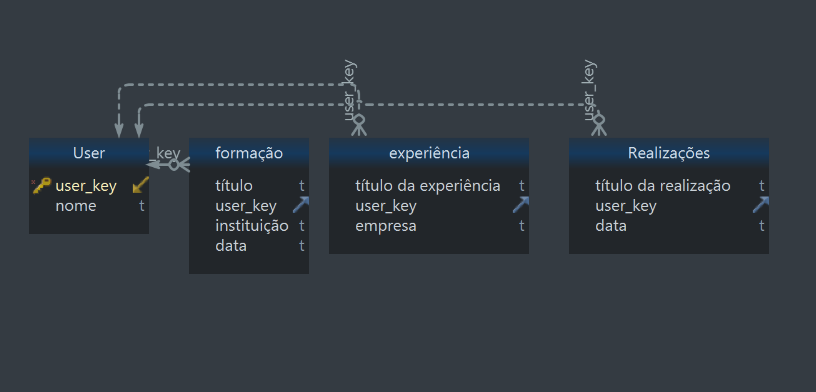 user_key
user_key
_key
User
user_key
nome t
formação
título t
user_key
instituição t
data t
experiência
título da experiência t
user_key
empresa t
Realizações
título da realização t
user_key
data t